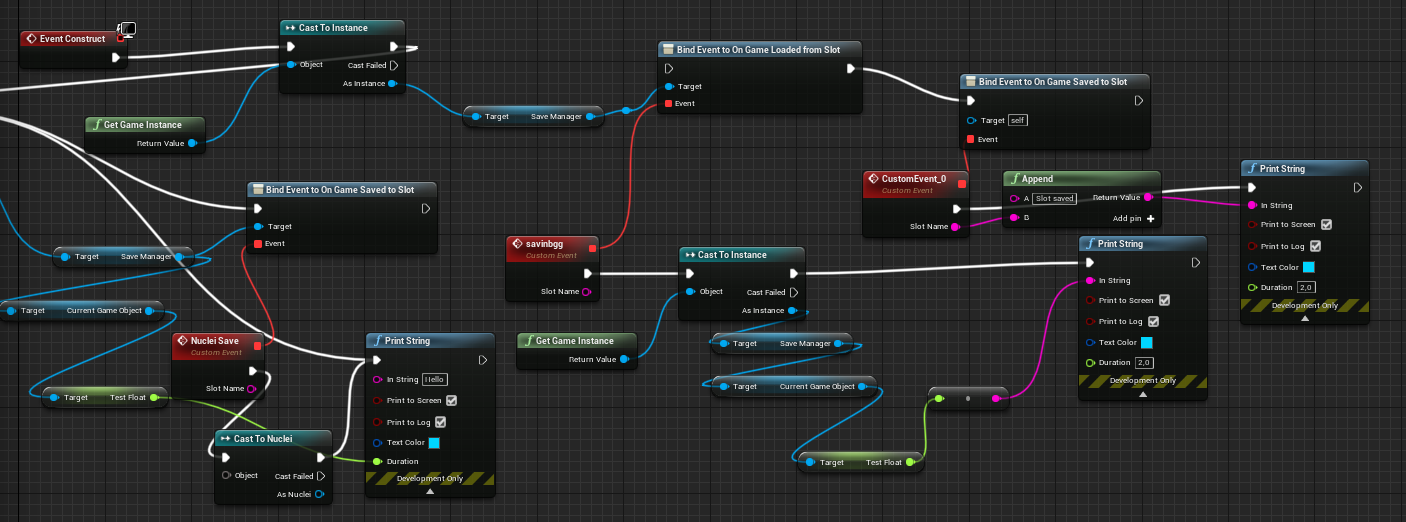 Event Construct
Cast To Instance
Object
Cast Failed
As Instance
Get Game Instance
Return Value
Target
Save Manager
Bind Event to On Game Loaded from Slot
Target
Event
Bind Event to On Game Saved to Slot
Target
self
Event
CustomEvent_0
Custom Event
Slot Name
Append
A
Slot saved
Return Value
B
Add pin
Print String
In String
Print to Screen
Print to Log
Text Color
Duration
2,0
Development Only
Bind Event to On Game Saved to Slot
Target
Event
Target
Save Manager
Target
Current Game Object
Target
Test Float
Nuclei Save
Custom Event
Slot Name
Cast To Nuclei
Object
Cast Failed
As Nuclei
Print String
In String
Hello
Print to Screen
Print to Log
Text Color
Duration
Development Only
savinbgg
Custom Event
Slot Name
Get Game Instance
Return Value
Cast To Instance
Object
Cast Failed
As Instance
Target
Save Manager
Target
Current Game Object
Target
Test Float
Print String
In String
Print to Screen
Print to Log
Text Color
Duration
2,0
Development Only